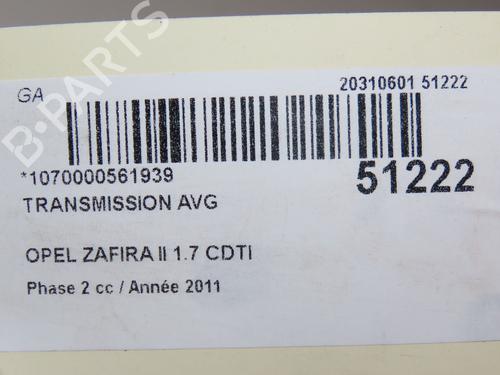 GA
20310601 51222
*1070000561939
51222
TRANSMISSION AVG
OPEL ZAFIRA II 1.7 CDTI
Phase 2 cc / Année 2011
B-PARTS